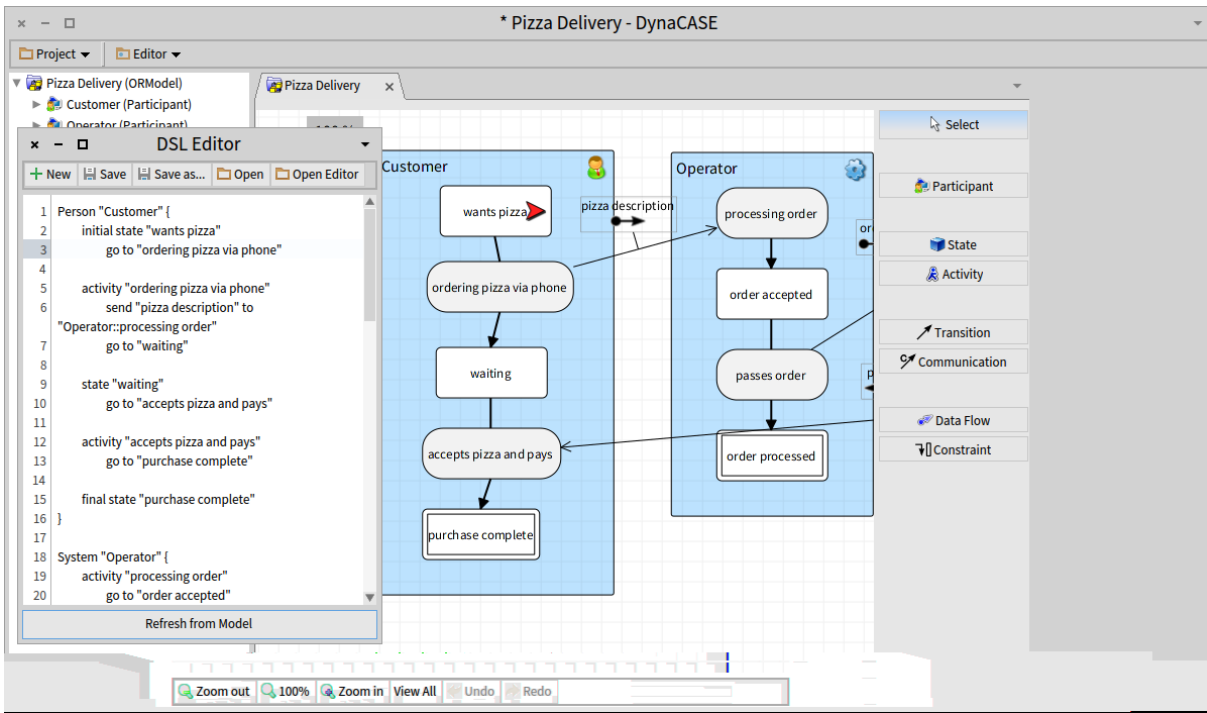 * Pizza Delivery - DynaCASE
Project
Editor
Pizza Delivery (ORModel)
Customer (Participant)
Operator (Participant)
Pizza Delivery
DSL Editor
New
Save
Save as...
Open
Open Editor
1 Person "Customer" {
2 initial state "wants pizza"
3 go to "ordering pizza via phone"
4
5 activity "ordering pizza via phone"
6 send "pizza description" to
"Operator::processing order"
7 go to "waiting"
8
9 state "waiting"
10 go to "accepts pizza and pays"
11
12 activity "accepts pizza and pays"
13 go to "purchase complete"
14
15 final state "purchase complete"
16 }
17
18 System "Operator" {
19 activity "processing order"
20 go to "order accepted"
Refresh from Model
Customer
wants pizza
ordering pizza via phone
waiting
accepts pizza and pays
purchase complete
pizza description
Operator
processing order
order accepted
passes order
order processed
Select
Participant
State
Activity
Transition
Communication
Data Flow
Constraint
Zoom out
100%
Zoom in
View All
Undo
Redo